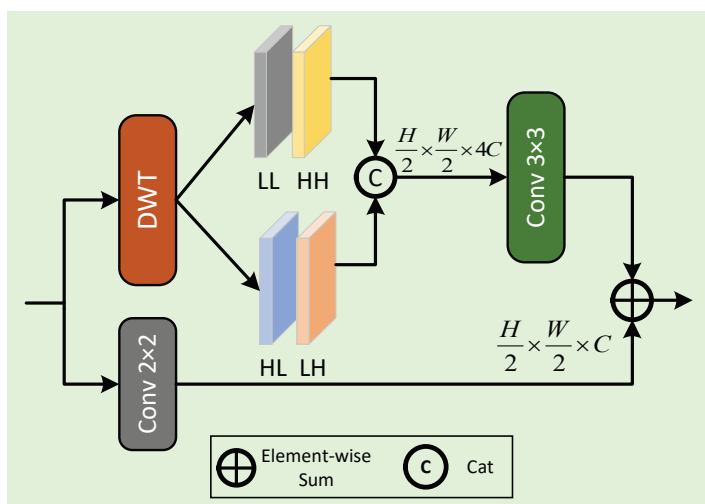 DWT
LL HH
HL LH
C
H/2 × W/2 × 4C
Conv 3×3
Conv 2×2
H/2 × W/2 × C
Element-wise
Sum
C Cat